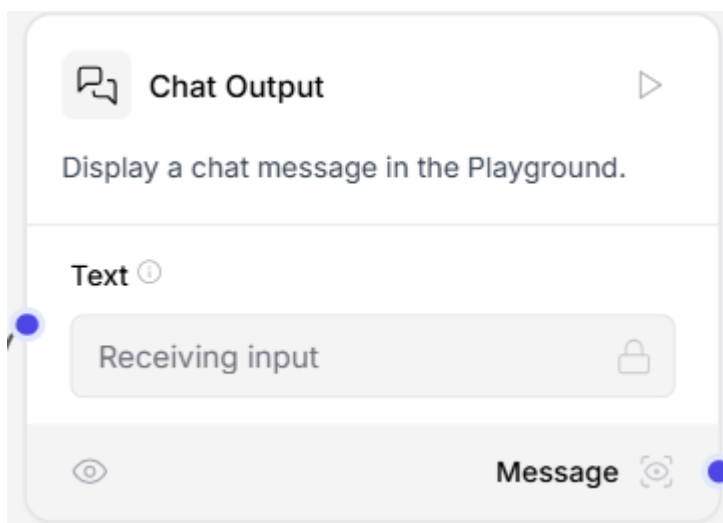 Chat Output
Display a chat message in the Playground.
Text
Receiving input
Message